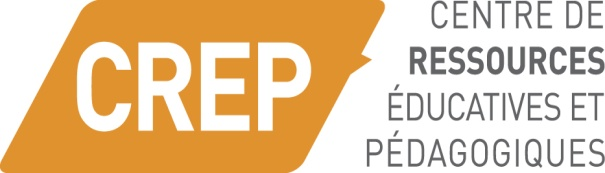 CREP
CENTRE DE
RESSOURCES
ÉDUCATIVES ET
PÉDAGOGIQUES